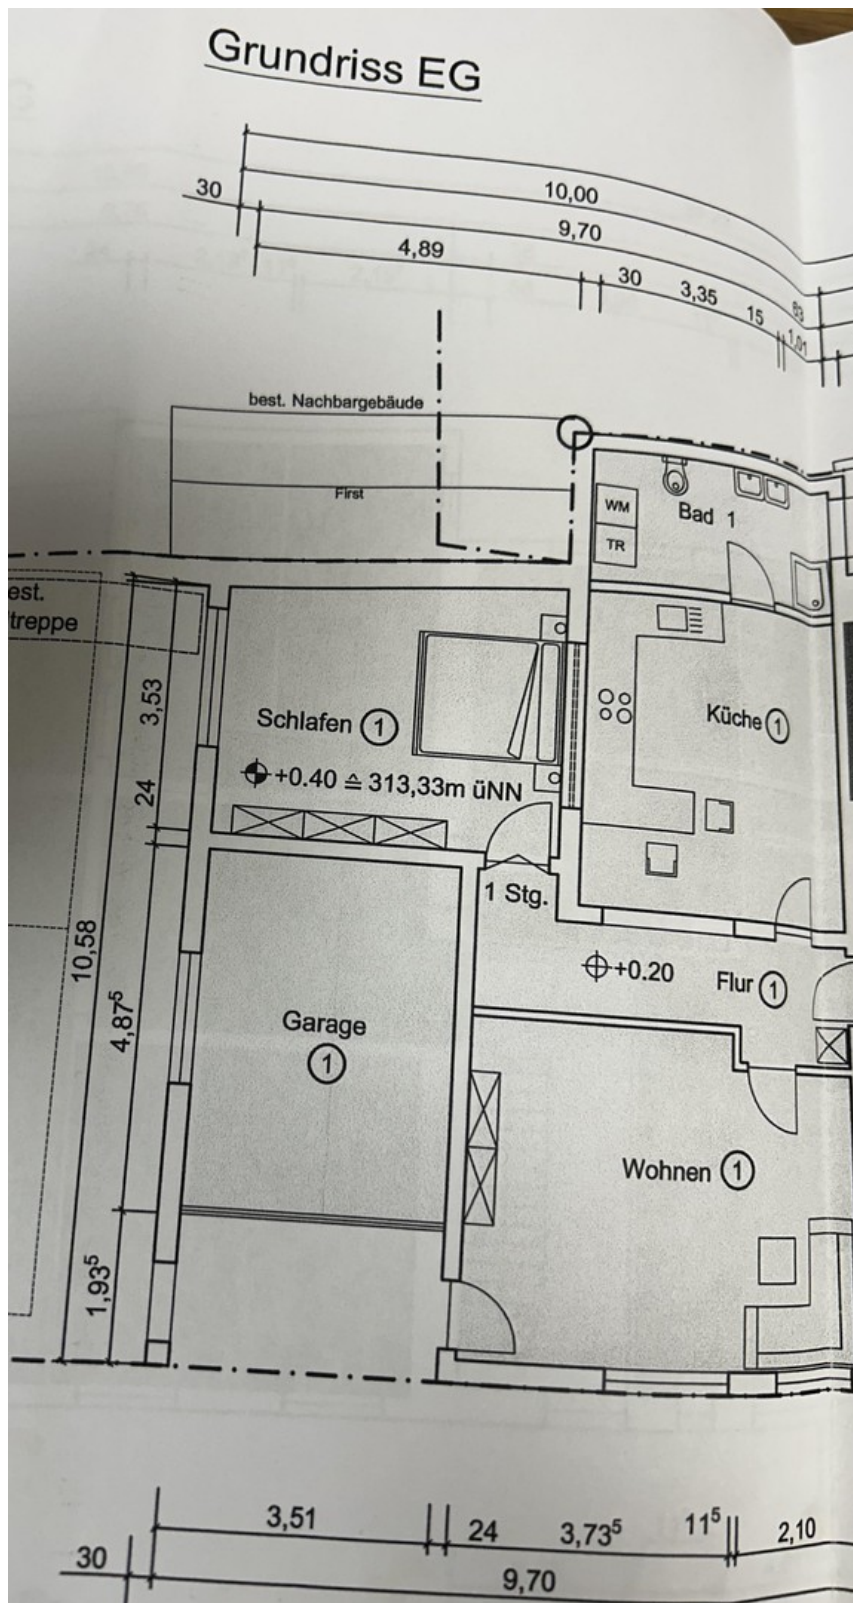 Grundriss EG
10,00
30
9,70
4,89
30
3,35
15
1,01
best. Nachbargebäude
First
WM
TR
Bad 1
est.
treppe
3,53
Schlafen 1
Küche 1
+0.40 ≙ 313,33m üNN
24
1 Stg.
10,58
+0.20
Flur 1
4,87⁵
Garage
1
Wohnen 1
1,93⁵
3,51
24
3,73⁵
11⁵
2,10
30
9,70